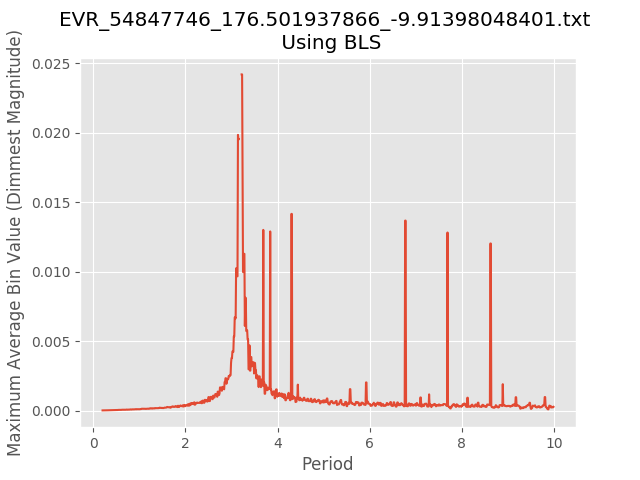 EVR_54847746_176.501937866_-9.91398048401.txt
Using BLS
Maximum Average Bin Value (Dimmest Magnitude)
0.025
0.020
0.015
0.010
0.005
0.000
0 2 4 6 8 10
Period